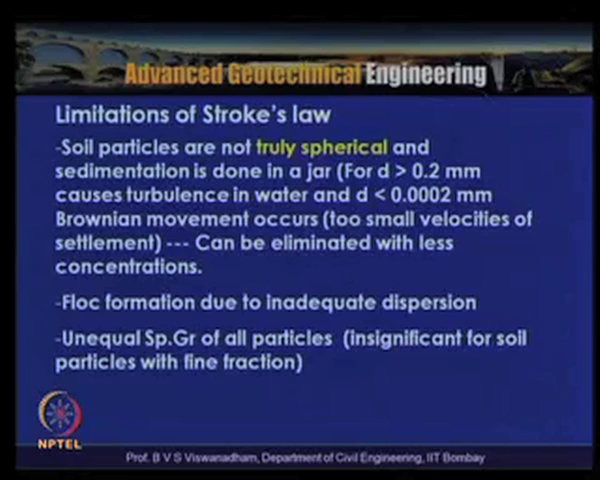 Advanced Geotechnical Engineering
Limitations of Stroke's law
-Soil particles are not truly spherical and
sedimentation is done in a jar (For d > 0.2 mm
causes turbulence in water and d < 0.0002 mm
Brownian movement occurs (too small velocities of
settlement) --- Can be eliminated with less
concentrations.
-Floc formation due to inadequate dispersion
-Unequal Sp.Gr of all particles (insignificant for soil
particles with fine fraction)
NPTEL
Prof. B V S Viswanadham, Department of Civil Engineering, IIT Bombay